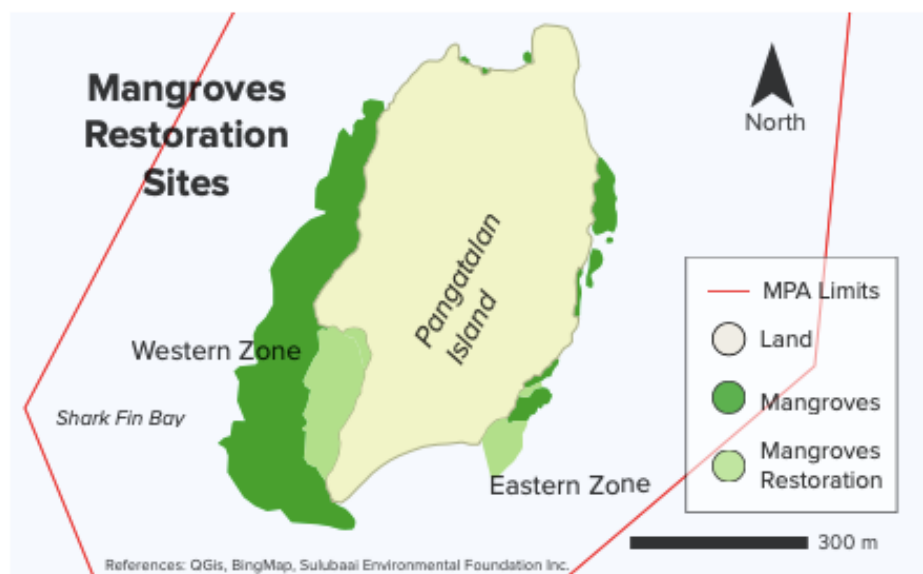 Mangroves
Restoration
Sites
North
Pangatalan
Island
MPA Limits
Land
Western Zone
Mangroves
Shark Fin Bay
Mangroves
Restoration
Eastern Zone
300 m
References: QGis, BingMap, Sulubaai Environmental Foundation Inc.